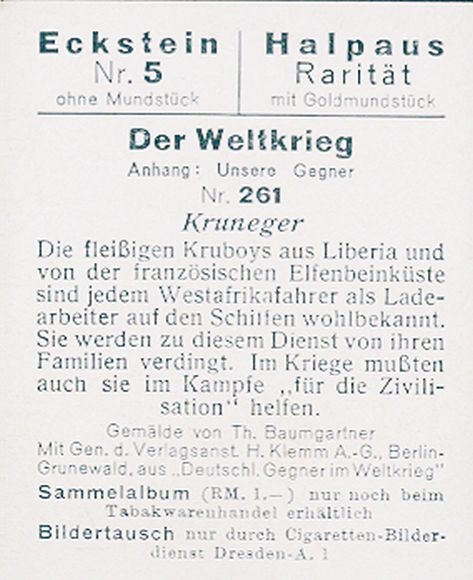 Eckstein Halpaus
Nr. 5 Rarität
ohne Mundstück mit Goldmundstück
Der Weltkrieg
Anhang: Unsere Gegner
Nr. 261
Kruneger
Die fleißigen Kruboys aus Liberia und
von der französischen Elfenbeinküste
sind jedem Westafrikafahrer als Lade-
arbeiter auf den Schiffen wohlbekannt.
Sie werden zu diesem Dienst von ihren
Familien verdingt. Im Kriege mußten
auch sie im Kampfe „für die Zivili-
sation“ helfen.
Gemälde von Th. Baumgartner
Mit Gen. d. Verlagsanst. H. Klemm A.-G., Berlin-
Grunewald, aus „Deutschl. Gegner im Weltkrieg“
Sammelalbum (RM. 1.—) nur noch beim
Tabakwarenhandel erhältlich
Bildertausch nur durch Cigaretten-Bilder-
dienst Dresden-A. 1